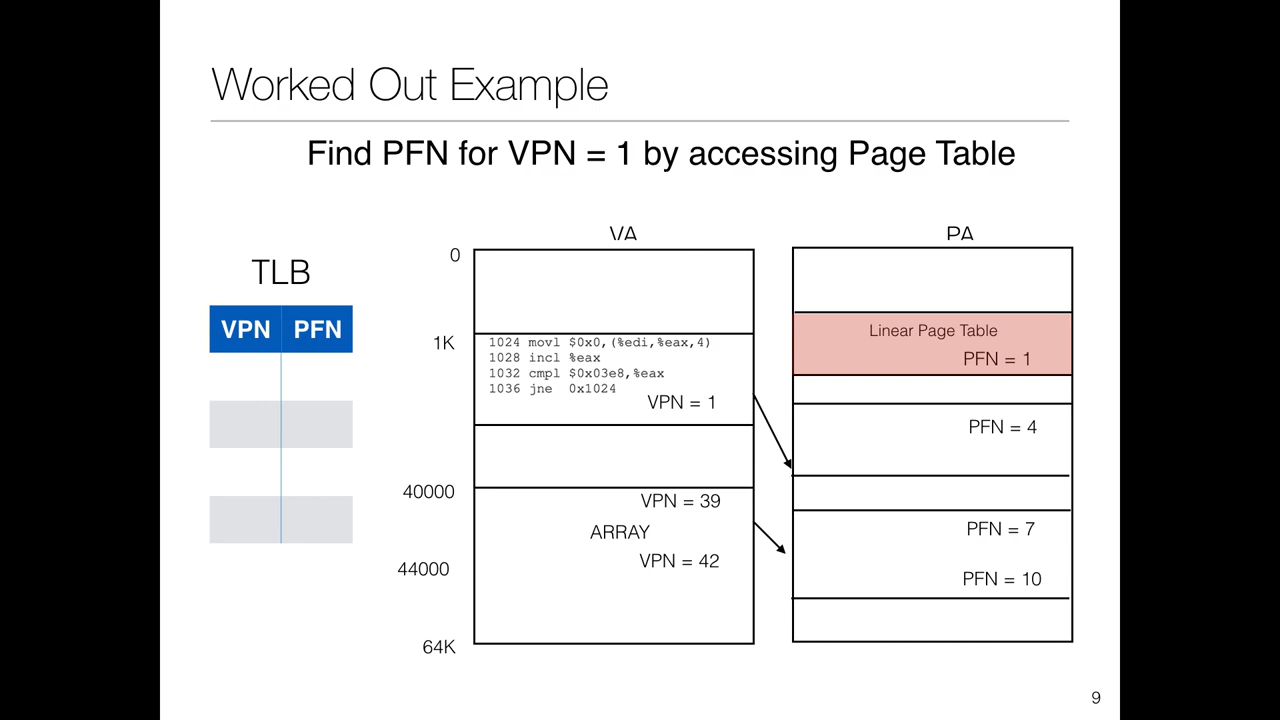 Worked Out Example
Find PFN for VPN = 1 by accessing Page Table
TLB
VPN PFN
VA
0
1K
1024 movl $0x0,(%edi,%eax,4)
1028 incl %eax
1032 cmpl $0x03e8,%eax
1036 jne 0x1024
VPN = 1
40000
VPN = 39
ARRAY
VPN = 42
44000
64K
PA
Linear Page Table
PFN = 1
PFN = 4
PFN = 7
PFN = 10
9